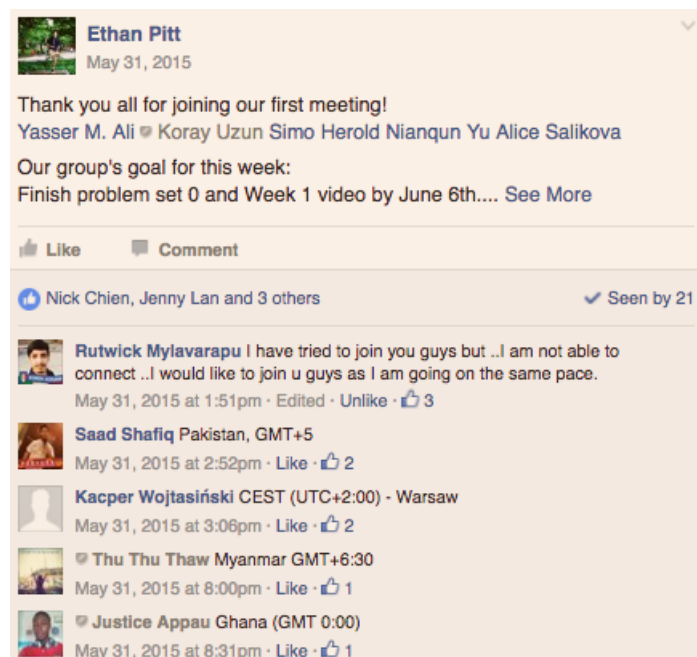 Ethan Pitt
May 31, 2015
Thank you all for joining our first meeting!
Yasser M. Ali Koray Uzun Simo Herold Nianqun Yu Alice Salikova
Our group's goal for this week:
Finish problem set 0 and Week 1 video by June 6th.... See More
Like Comment
Nick Chien, Jenny Lan and 3 others Seen by 21
Rutwick Mylavarapu I have tried to join you guys but ..I am not able to
connect ..I would like to join u guys as I am going on the same pace.
May 31, 2015 at 1:51pm · Edited · Unlike · 3
Saad Shafiq Pakistan, GMT+5
May 31, 2015 at 2:52pm · Like · 2
Kacper Wojtasiński CEST (UTC+2:00) - Warsaw
May 31, 2015 at 3:06pm · Like · 2
Thu Thu Thaw Myanmar GMT+6:30
May 31, 2015 at 8:00pm · Like · 1
Justice Appau Ghana (GMT 0:00)
May 31, 2015 at 8:31pm · Like · 1